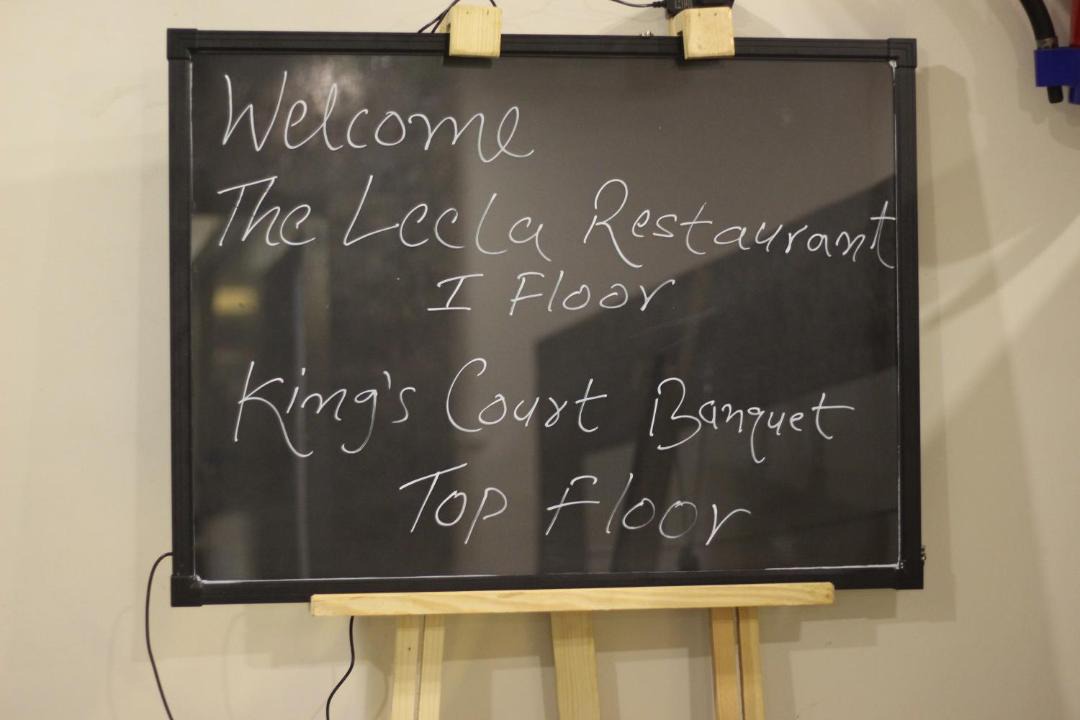 Welcome
The Leela Restaurant
I Floor
King's Court Banquet
Top Floor